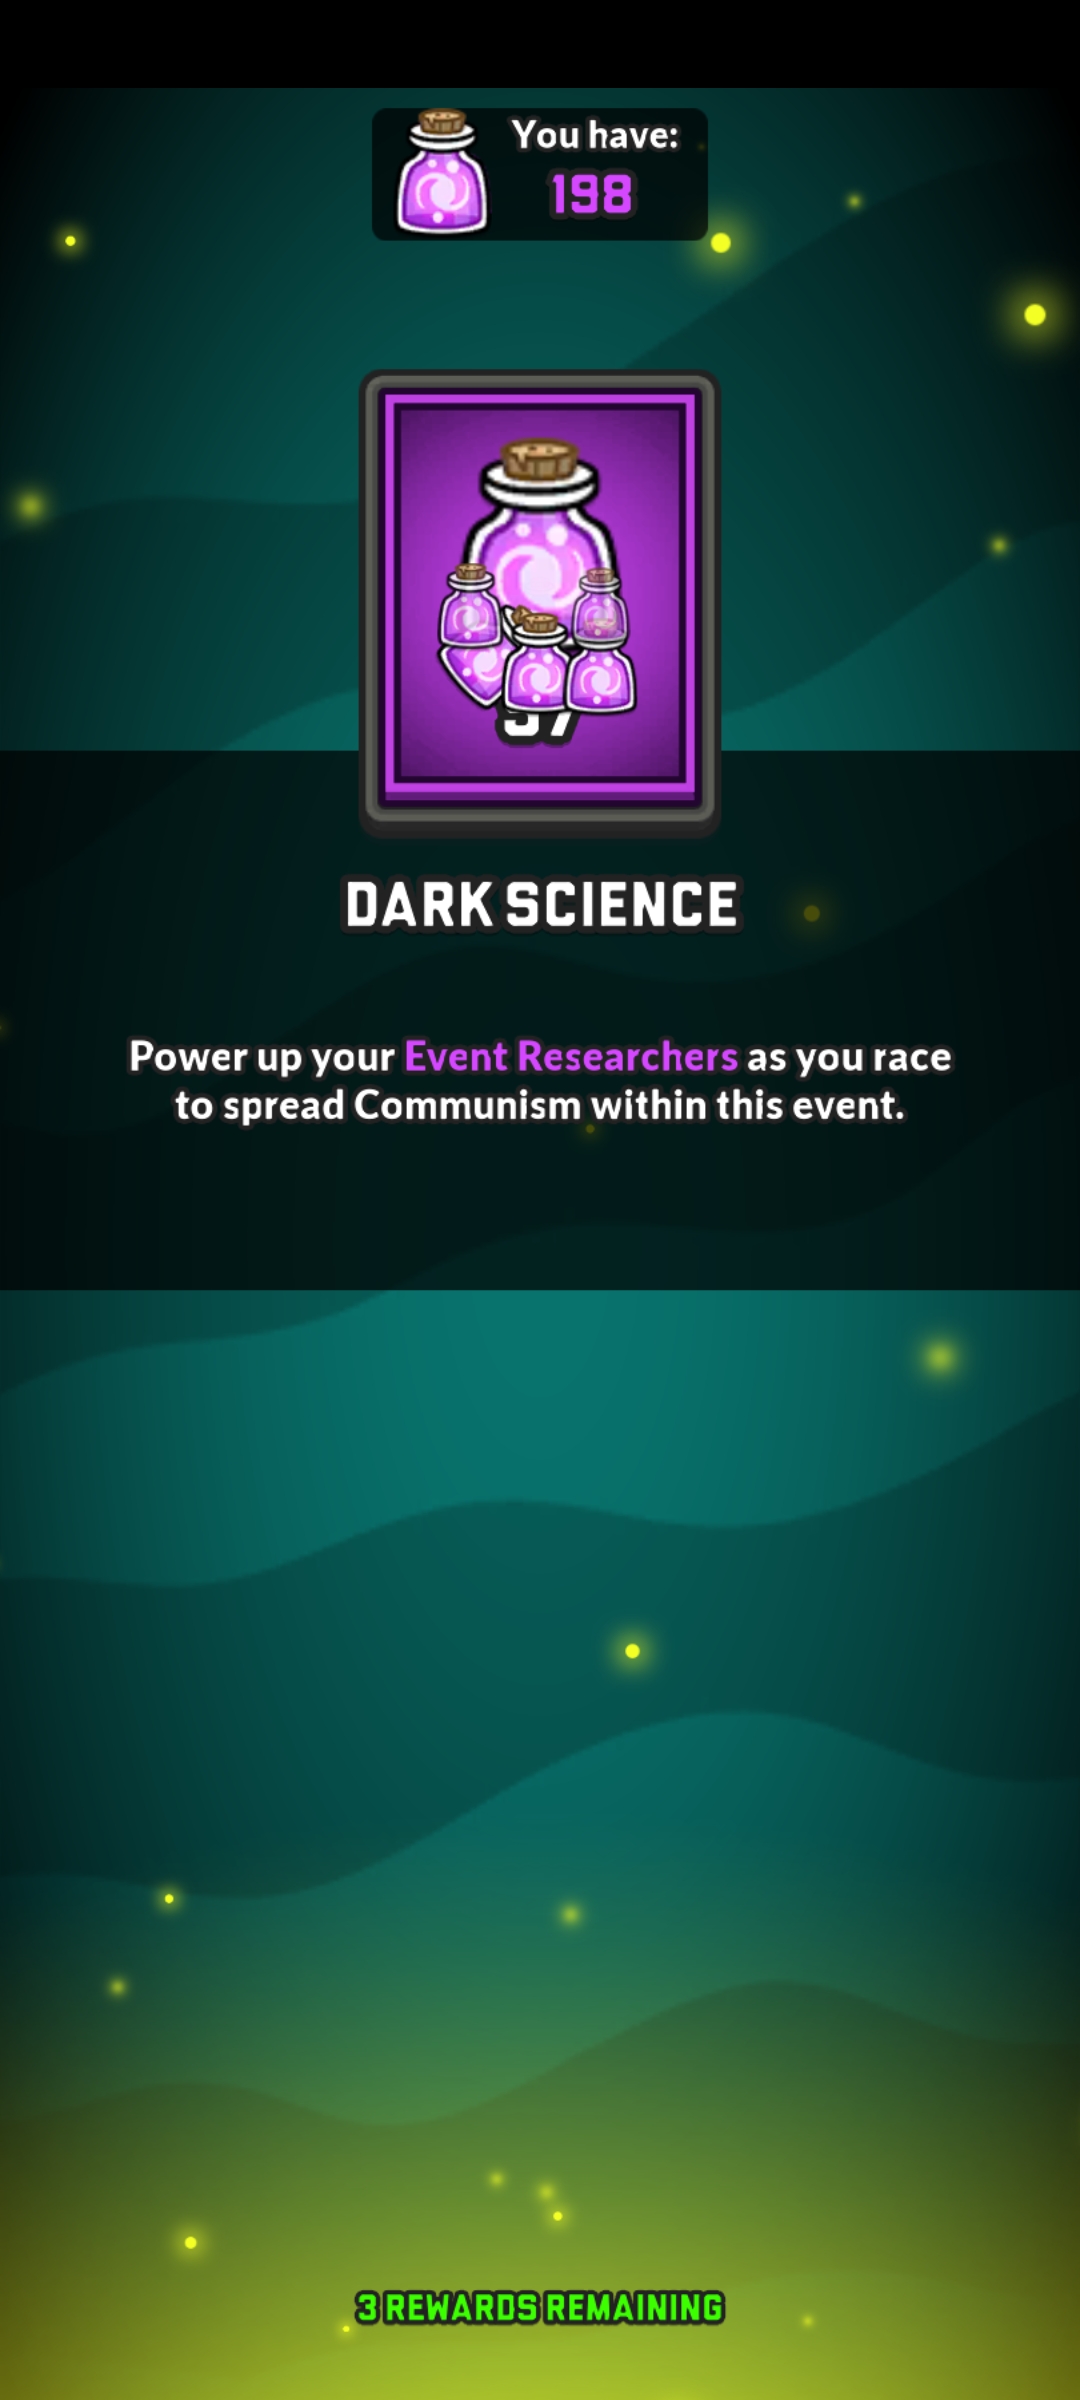 You have:
198
DARK SCIENCE
Power up your Event Researchers as you race
to spread Communism within this event.
3 REWARDS REMAINING